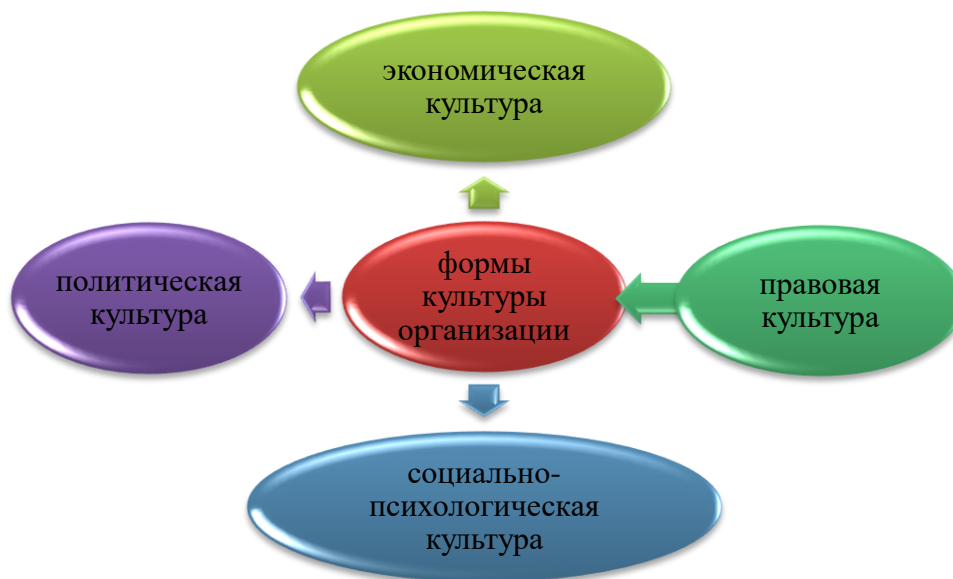 экономическая
культура
политическая
культура
формы
культуры
организации
правовая
культура
социально-
психологическая
культура